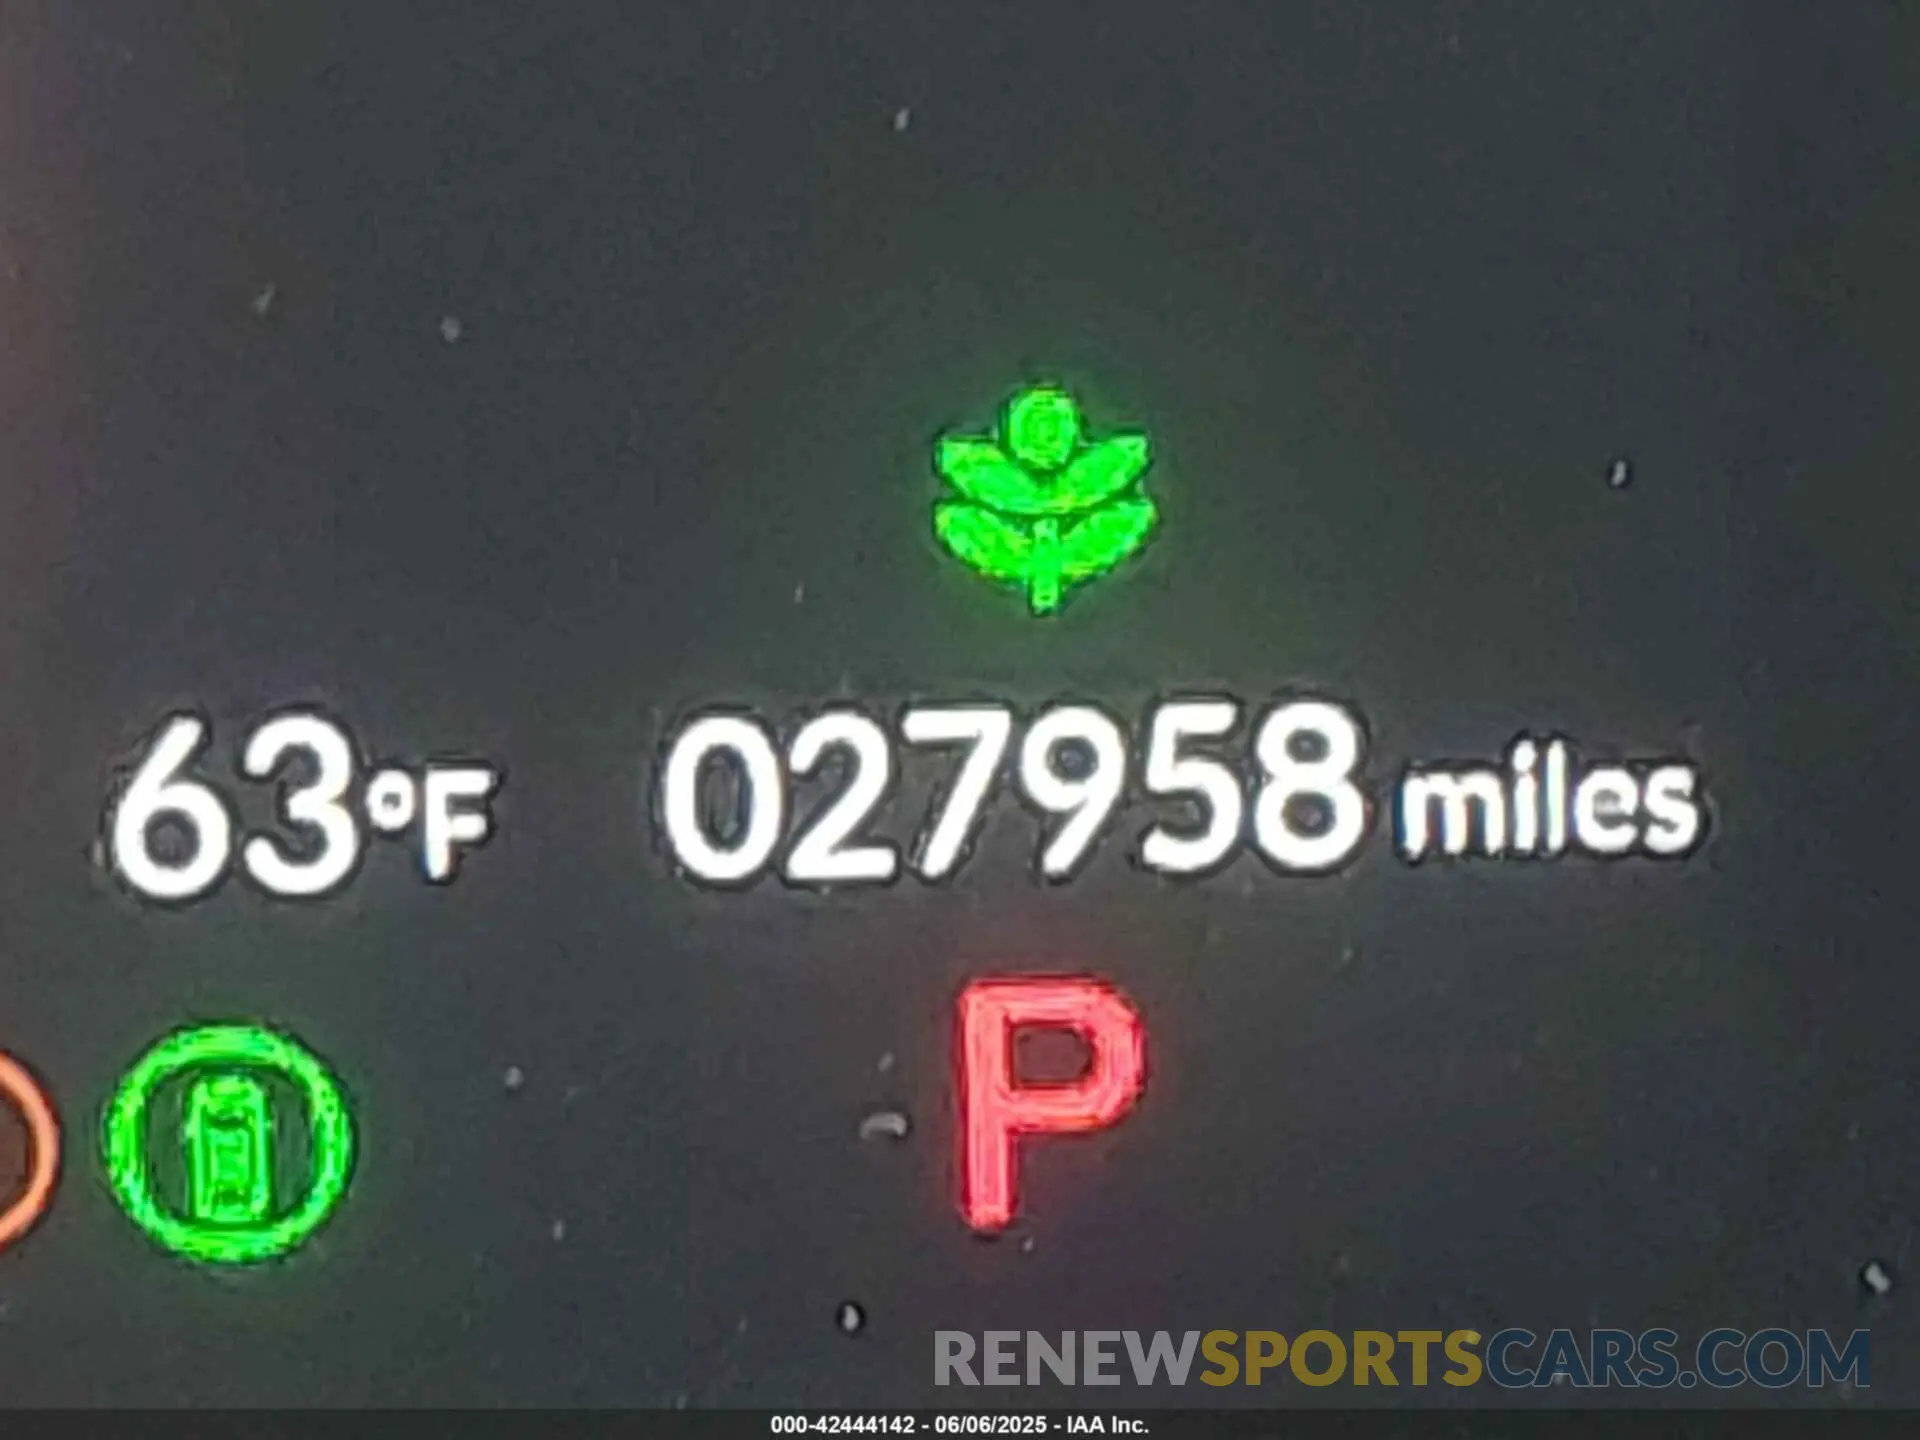 63°F 027958 miles
P
RENEWSPORTSCARS.COM
000-42444142 - 06/06/2025 - IAA Inc.